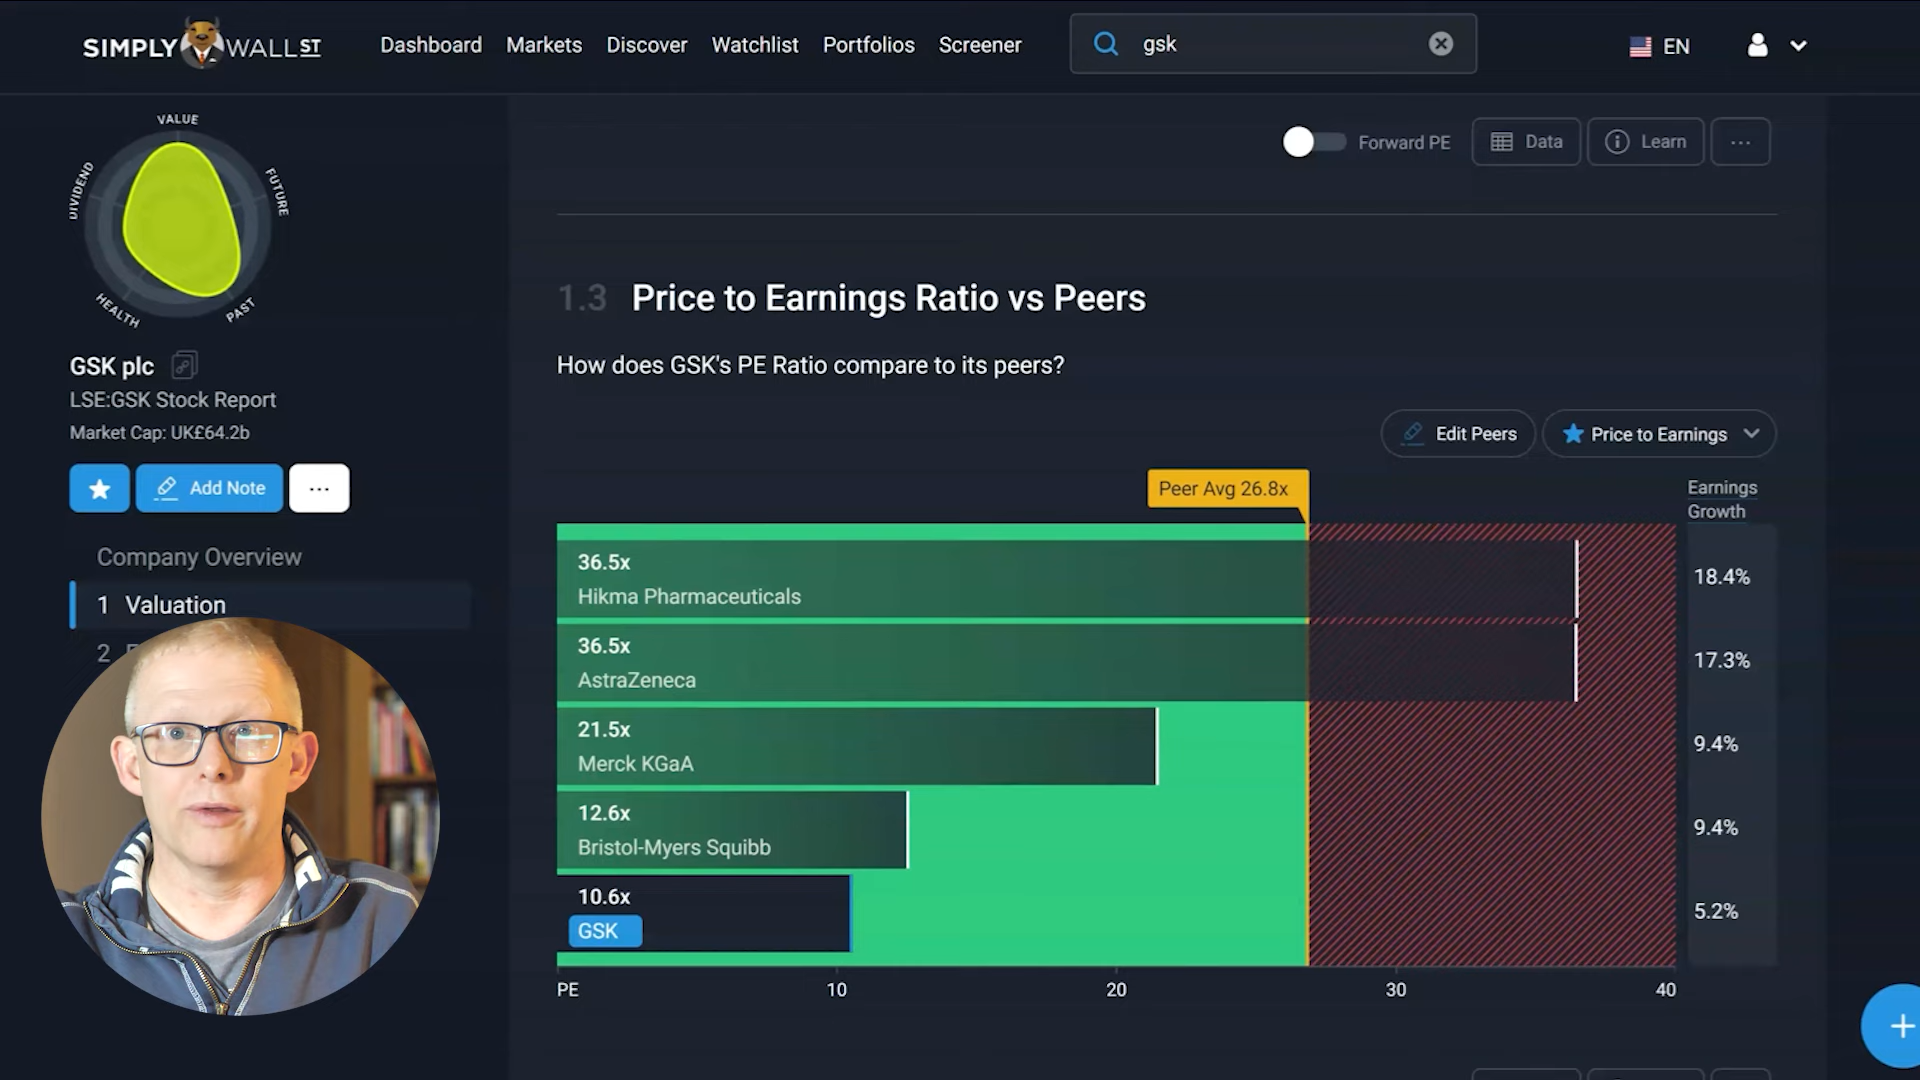 SIMPLY WALLST
Dashboard
Markets
Discover
Watchlist
Portfolios
Screener
gsk
EN
VALUE
FUTURE
PAST
HEALTH
DIVIDEND
GSK plc
LSE:GSK Stock Report
Market Cap: UK£64.2b
Add Note
...
Company Overview
1 Valuation
2
Forward PE
Data
Learn
...
1.3 Price to Earnings Ratio vs Peers
How does GSK's PE Ratio compare to its peers?
Edit Peers
Price to Earnings
Peer Avg 26.8x
Earnings
Growth
36.5x
Hikma Pharmaceuticals
18.4%
36.5x
AstraZeneca
17.3%
21.5x
Merck KGaA
9.4%
12.6x
Bristol-Myers Squibb
9.4%
10.6x
GSK
5.2%
PE
10
20
30
40
+